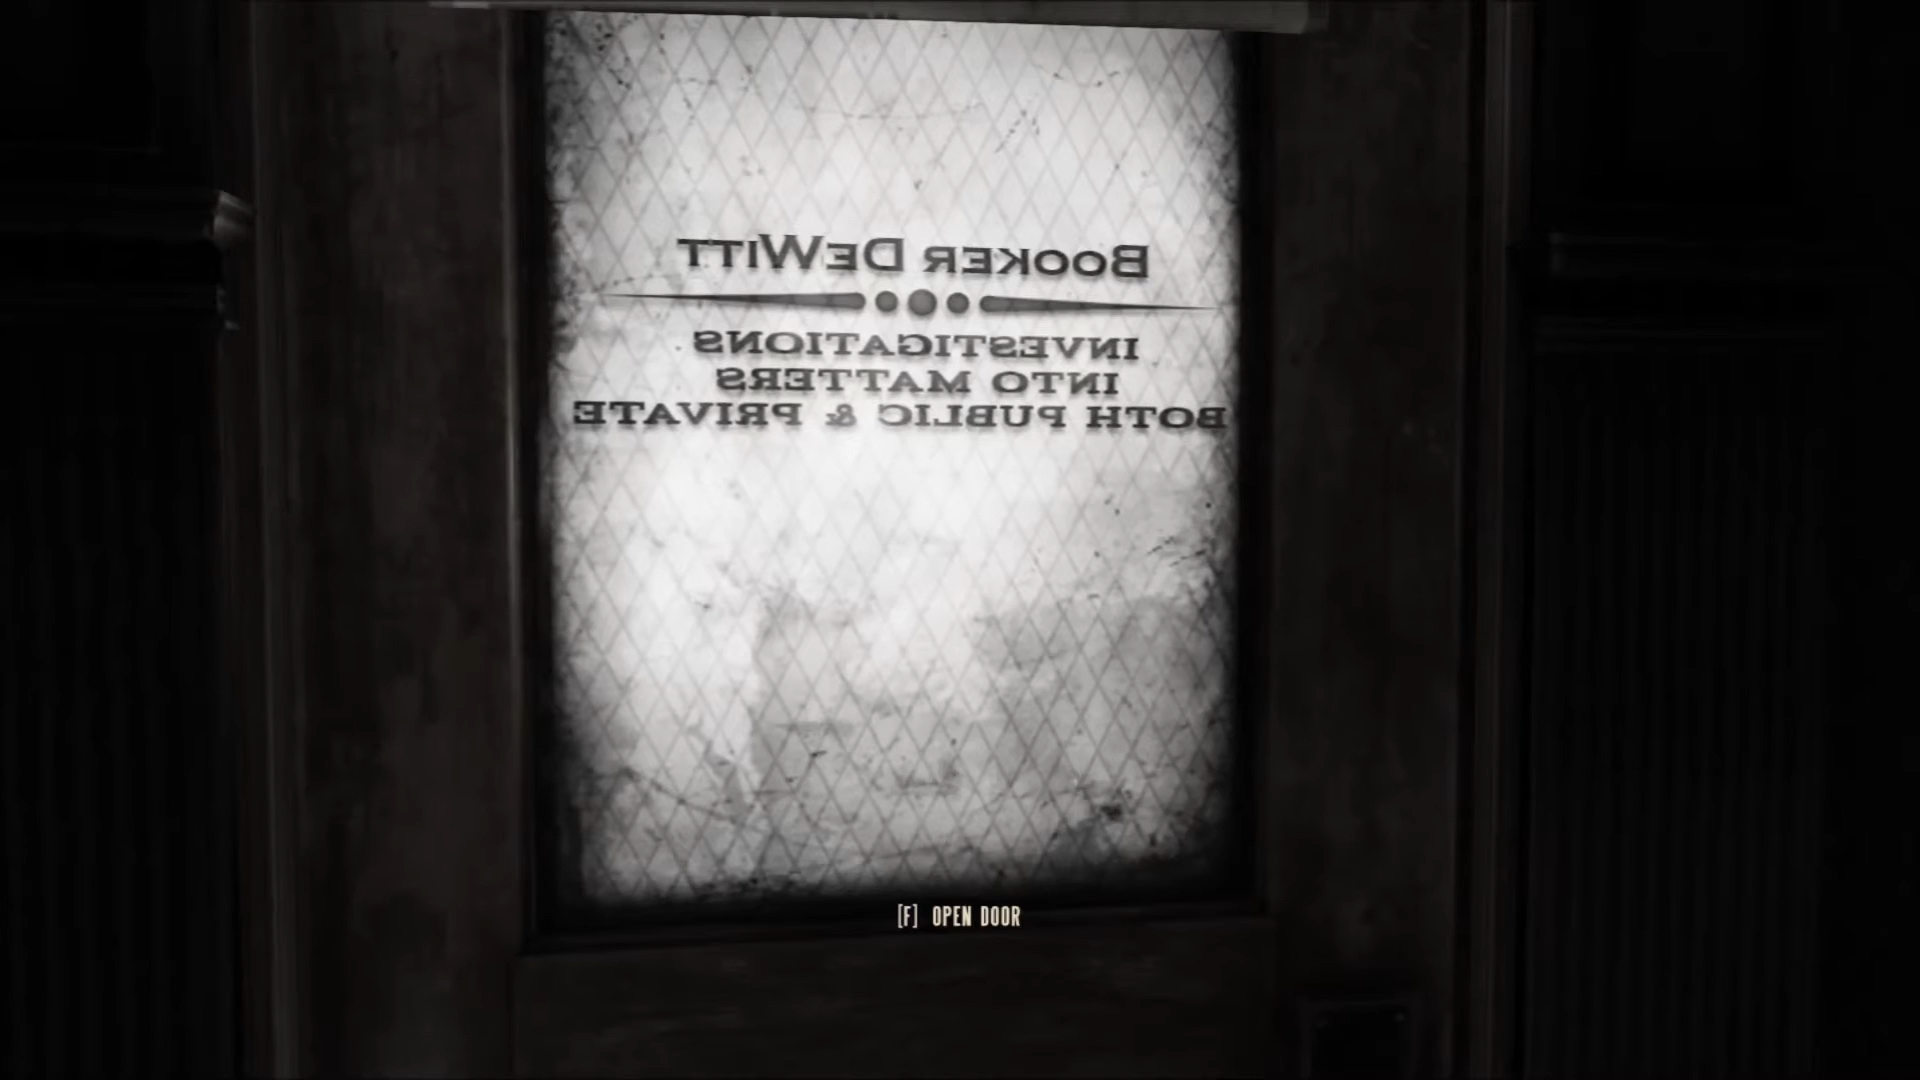 BOOKER DEWITT
INVESTIGATIONS
INTO MATTERS
BOTH PUBLIC & PRIVATE
[F] OPEN DOOR